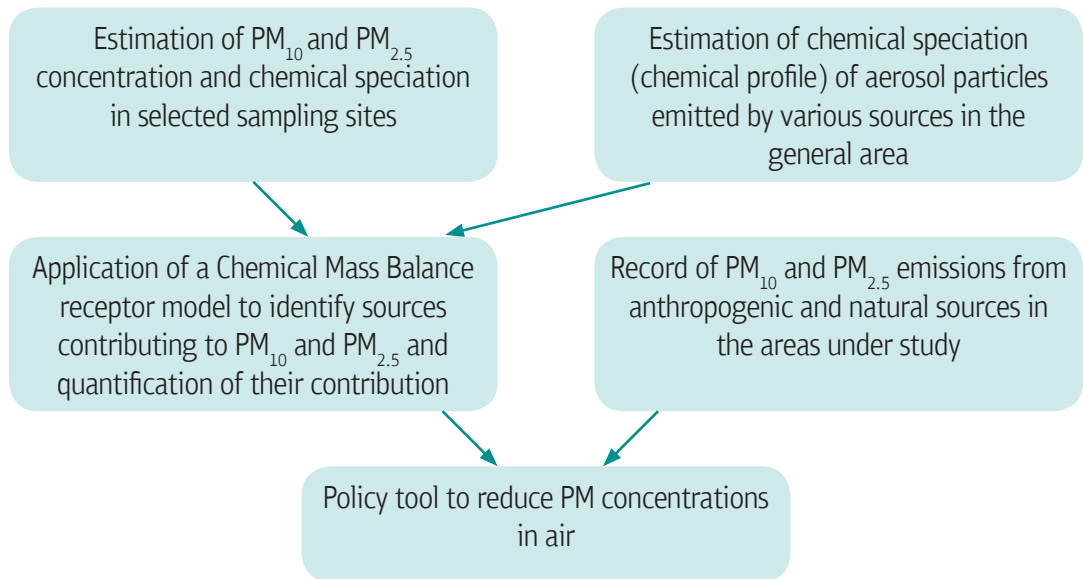 Estimation of PM10 and PM2.5
concentration and chemical speciation
in selected sampling sites
Estimation of chemical speciation
(chemical profile) of aerosol particles
emitted by various sources in the
general area
Application of a Chemical Mass Balance
receptor model to identify sources
contributing to PM10 and PM2.5 and
quantification of their contribution
Record of PM10 and PM2.5 emissions from
anthropogenic and natural sources in
the areas under study
Policy tool to reduce PM concentrations
in air